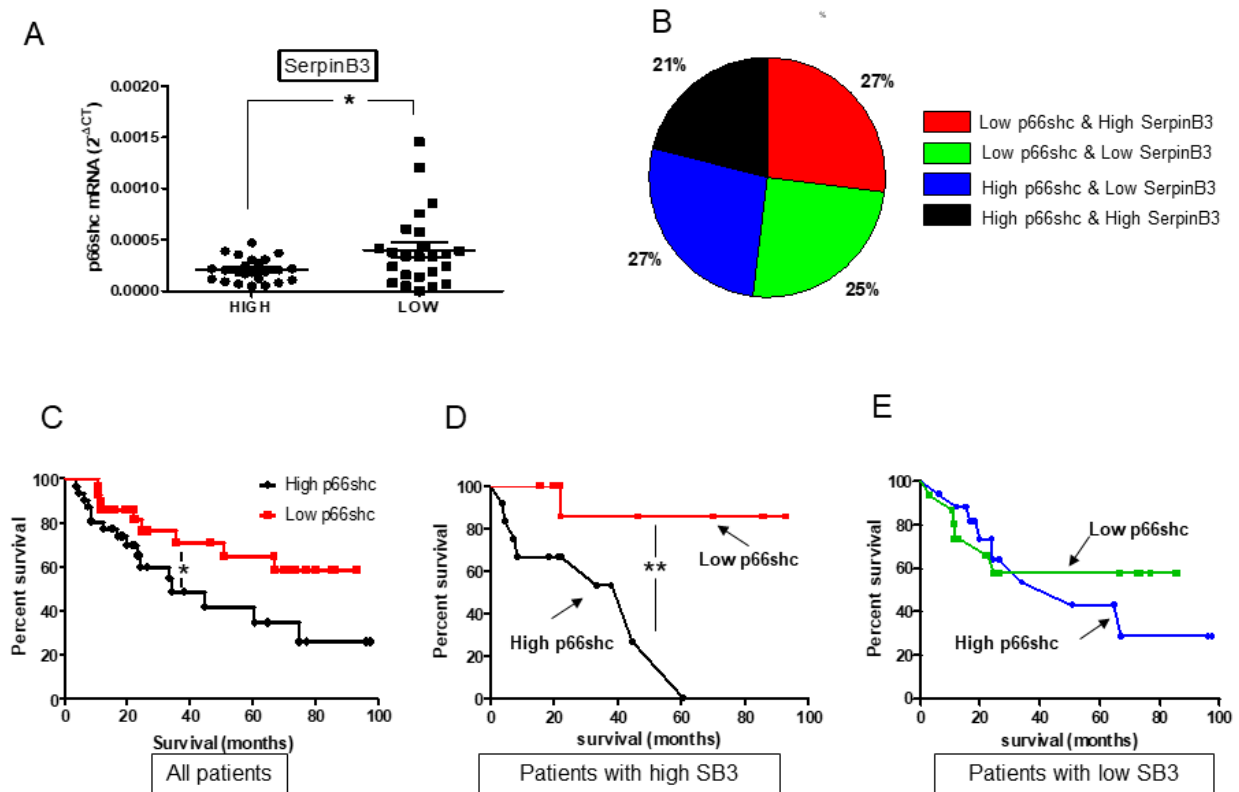 A
SerpinB3
p66shc mRNA (2^-ΔCT)
0.0020
0.0015
0.0010
0.0005
0.0000
*
HIGH
LOW
B
%
21%
27%
27%
25%
Low p66shc & High SerpinB3
Low p66shc & Low SerpinB3
High p66shc & Low SerpinB3
High p66shc & High SerpinB3
C
Percent survival
100
80
60
40
20
0
High p66shc
Low p66shc
*
0 20 40 60 80 100
Survival (months)
All patients
D
Percent survival
100
80
60
40
20
0
Low p66shc
**
High p66shc
0 20 40 60 80 100
survival (months)
Patients with high SB3
E
Percent survival
100
80
60
40
20
0
Low p66shc
High p66shc
0 20 40 60 80 100
survival (months)
Patients with low SB3